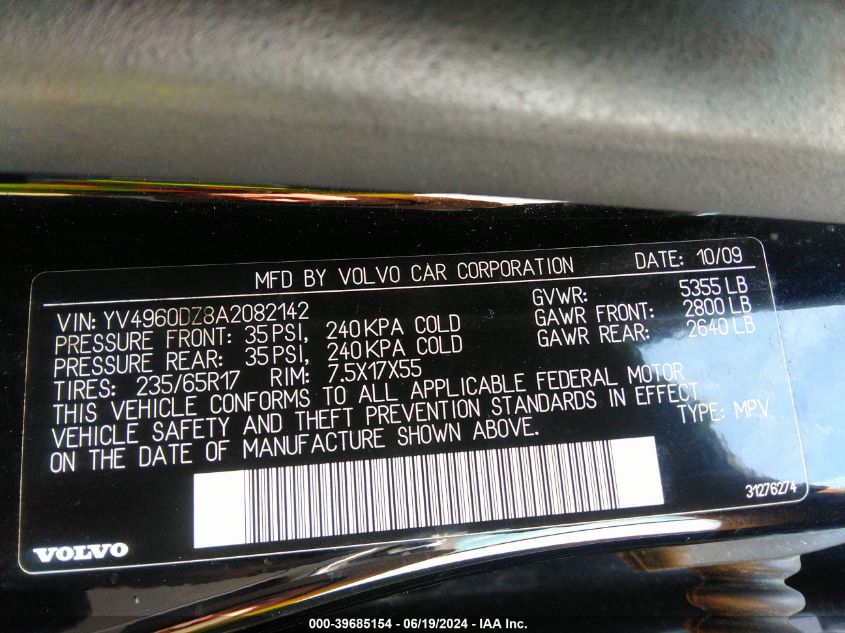 MFD BY VOLVO CAR CORPORATION DATE: 10/09
VIN: YV4960DZ8A2082142 GVWR: 5355 LB
PRESSURE FRONT: 35 PSI, 240 KPA COLD GAWR FRONT: 2800 LB
PRESSURE REAR: 35 PSI, 240 KPA COLD GAWR REAR: 2640 LB
TIRES: 235/65R17 RIM: 7.5X17X55
THIS VEHICLE CONFORMS TO ALL APPLICABLE FEDERAL MOTOR
VEHICLE SAFETY AND THEFT PREVENTION STANDARDS IN EFFECT TYPE: MPV
ON THE DATE OF MANUFACTURE SHOWN ABOVE.
31276274
VOLVO
000-39685154 - 06/19/2024 - IAA Inc.